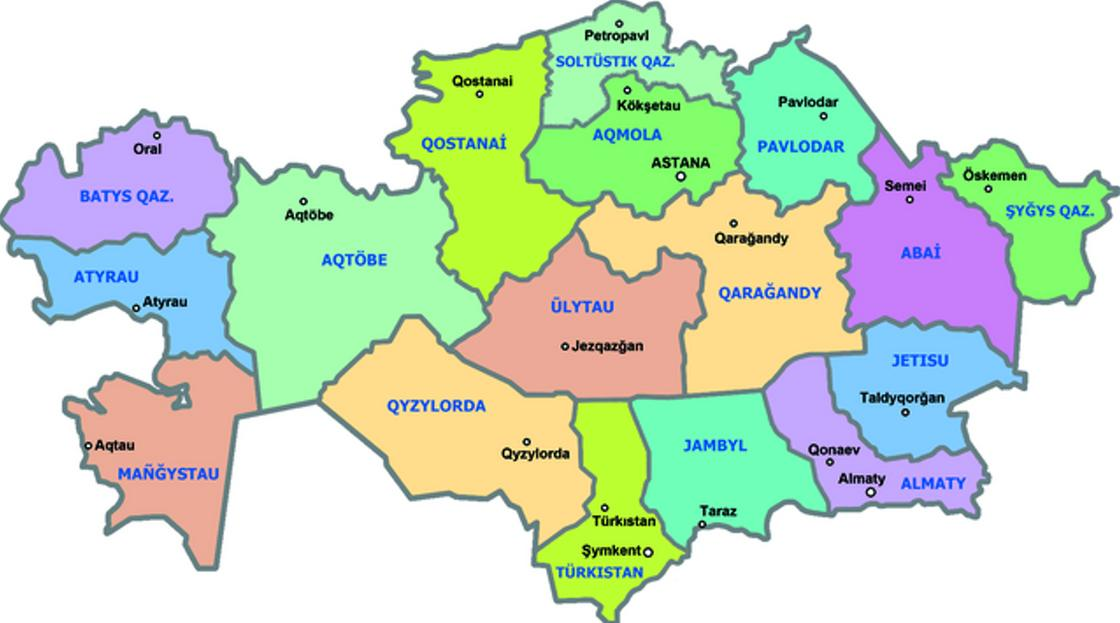 Petropavl
SOLTÜSTIK QAZ.
Qostanai
Kökşetau
Pavlodar
QOSTANAİ
AQMOLA
PAVLODAR
ASTANA
Oral
BATYS QAZ.
Semei
Öskemen
ŞYĞYS QAZ.
Aqtöbe
AQTÖBE
Qarağandy
ABAİ
ATYRAU
Atyrau
ŪLYTAU
QARAĞANDY
Jezqazğan
JETISU
Taldyqorğan
QYZYLORDA
Qyzylorda
Aqtau
MAÑĞYSTAU
JAMBYL
Qonaev
Almaty
ALMATY
Taraz
Türkıstan
Şymkent
TÜRKISTAN